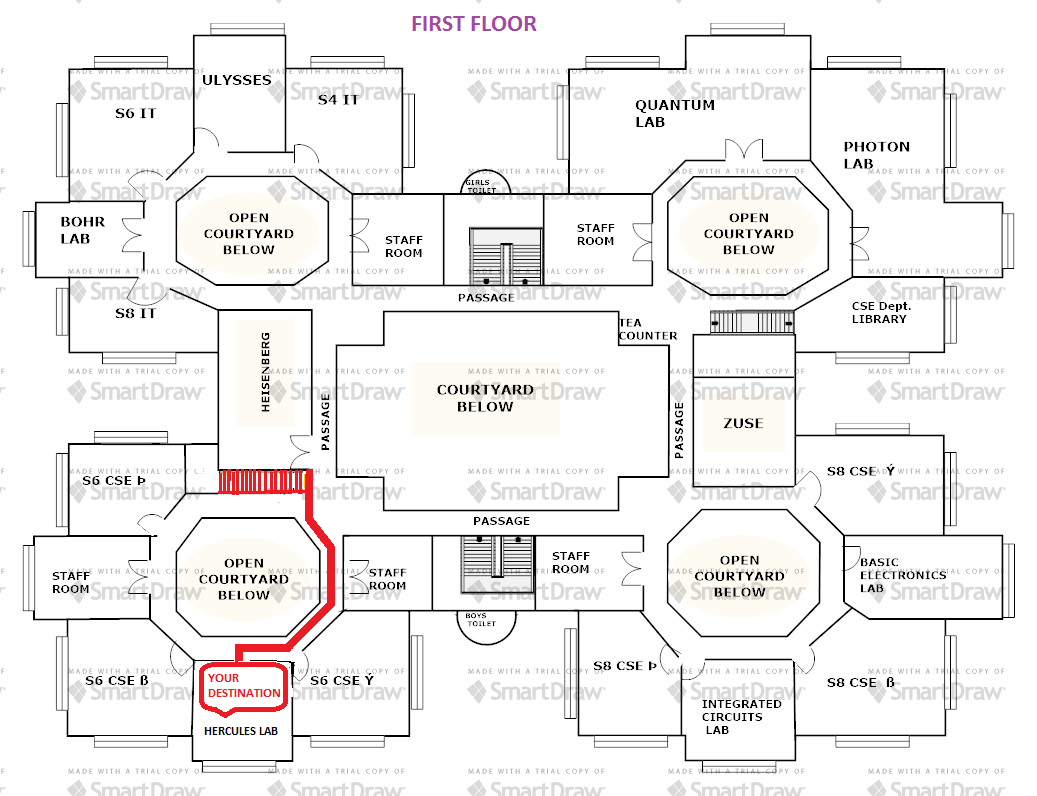 FIRST FLOOR
ULYSSES
S6 IT
S4 IT
QUANTUM
LAB
PHOTON
LAB
GIRLS
TOILET
BOHR
LAB
OPEN
COURTYARD
BELOW
STAFF
ROOM
STAFF
ROOM
OPEN
COURTYARD
BELOW
S8 IT
PASSAGE
CSE Dept.
LIBRARY
TEA
COUNTER
HEISENBERG
PASSAGE
COURTYARD
BELOW
PASSAGE
ZUSE
S6 CSE Þ
S8 CSE Ý
PASSAGE
STAFF
ROOM
OPEN
COURTYARD
BELOW
STAFF
ROOM
STAFF
ROOM
OPEN
COURTYARD
BELOW
BASIC
ELECTRONICS
LAB
BOYS
TOILET
S6 CSE ß
YOUR
DESTINATION
S6 CSE Ý
HERCULES LAB
S8 CSE Þ
INTEGRATED
CIRCUITS
LAB
S8 CSE ß
MADE WITH A TRIAL COPY OF
SmartDraw